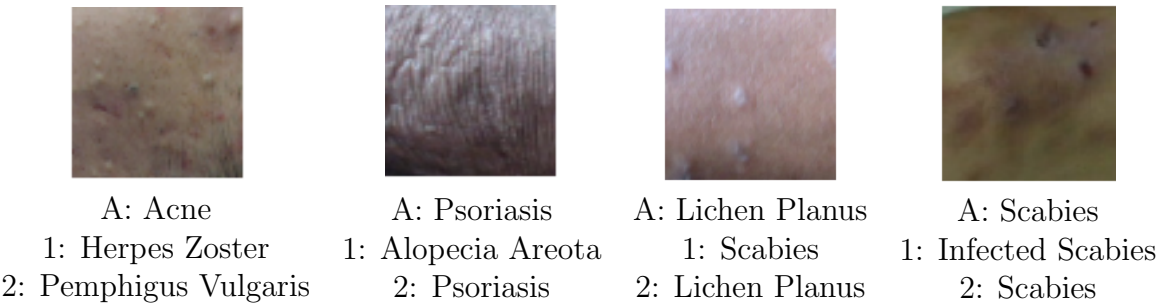 A: Acne
1: Herpes Zoster
2: Pemphigus Vulgaris
A: Psoriasis
1: Alopecia Areota
2: Psoriasis
A: Lichen Planus
1: Scabies
2: Lichen Planus
A: Scabies
1: Infected Scabies
2: Scabies